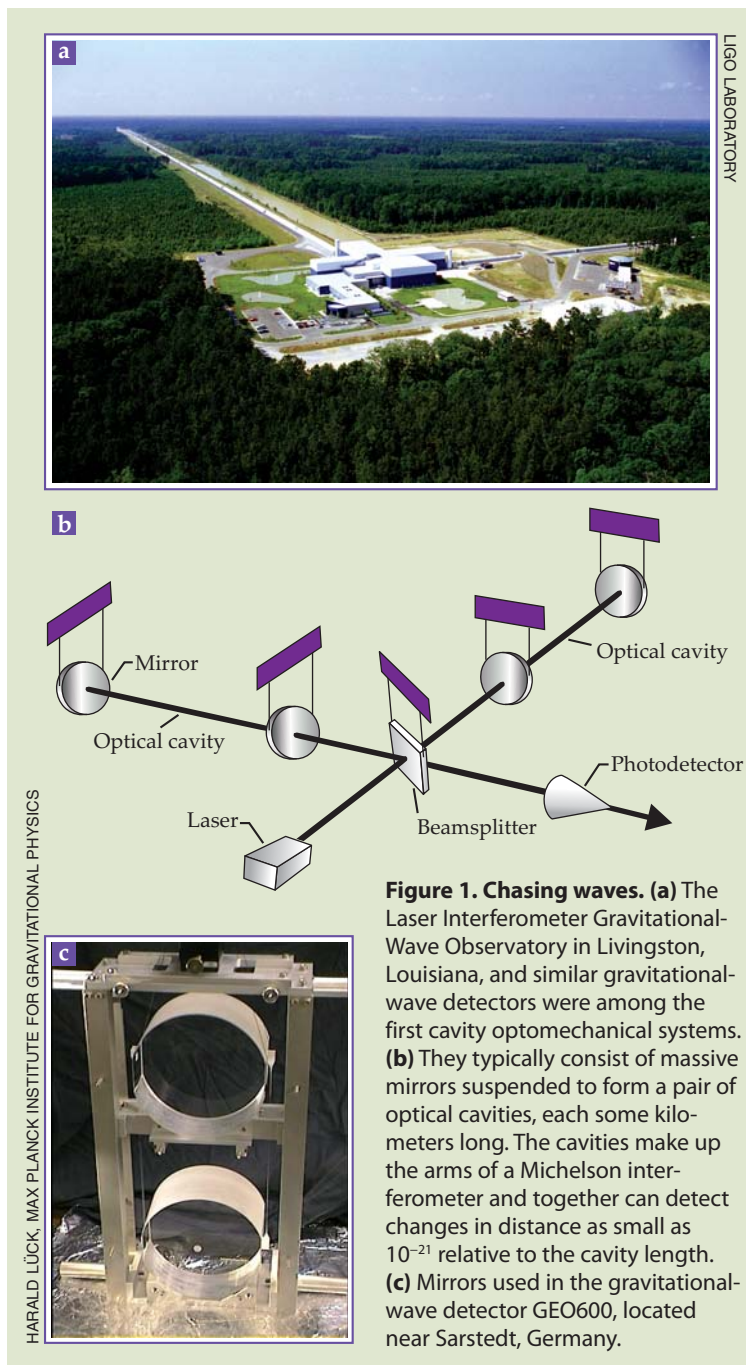 a
LIGO LABORATORY
b
Mirror
Optical cavity
Optical cavity
Photodetector
Laser
Beamsplitter
HARALD LÜCK, MAX PLANCK INSTITUTE FOR GRAVITATIONAL PHYSICS
c
Figure 1. Chasing waves. (a) The
Laser Interferometer Gravitational-
Wave Observatory in Livingston,
Louisiana, and similar gravitational-
wave detectors were among the
first cavity optomechanical systems.
(b) They typically consist of massive
mirrors suspended to form a pair of
optical cavities, each some kilo-
meters long. The cavities make up
the arms of a Michelson inter-
ferometer and together can detect
changes in distance as small as
10⁻²¹ relative to the cavity length.
(c) Mirrors used in the gravitational-
wave detector GEO600, located
near Sarstedt, Germany.